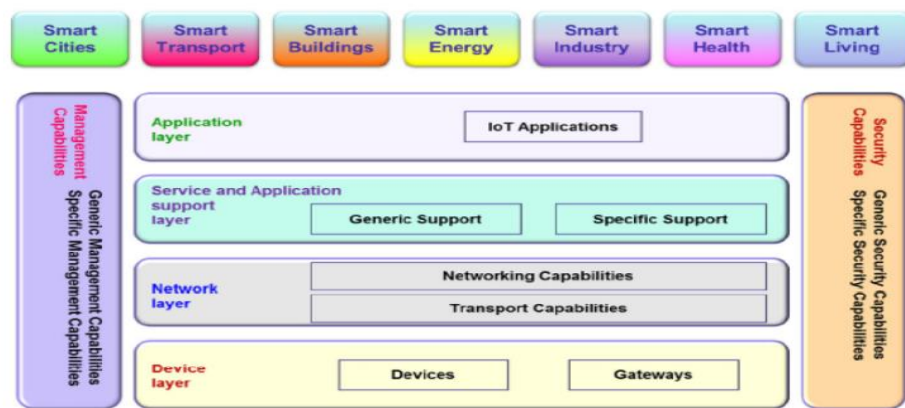 Smart
Cities
Smart
Transport
Smart
Buildings
Smart
Energy
Smart
Industry
Smart
Health
Smart
Living
Management
Capabilities
Generic Management Capabilities
Specific Management Capabilities
Application
layer
IoT Applications
Service and Application
support
layer
Generic Support
Specific Support
Network
layer
Networking Capabilities
Transport Capabilities
Device
layer
Devices
Gateways
Security
Capabilities
Generic Security Capabilities
Specific Security Capabilities